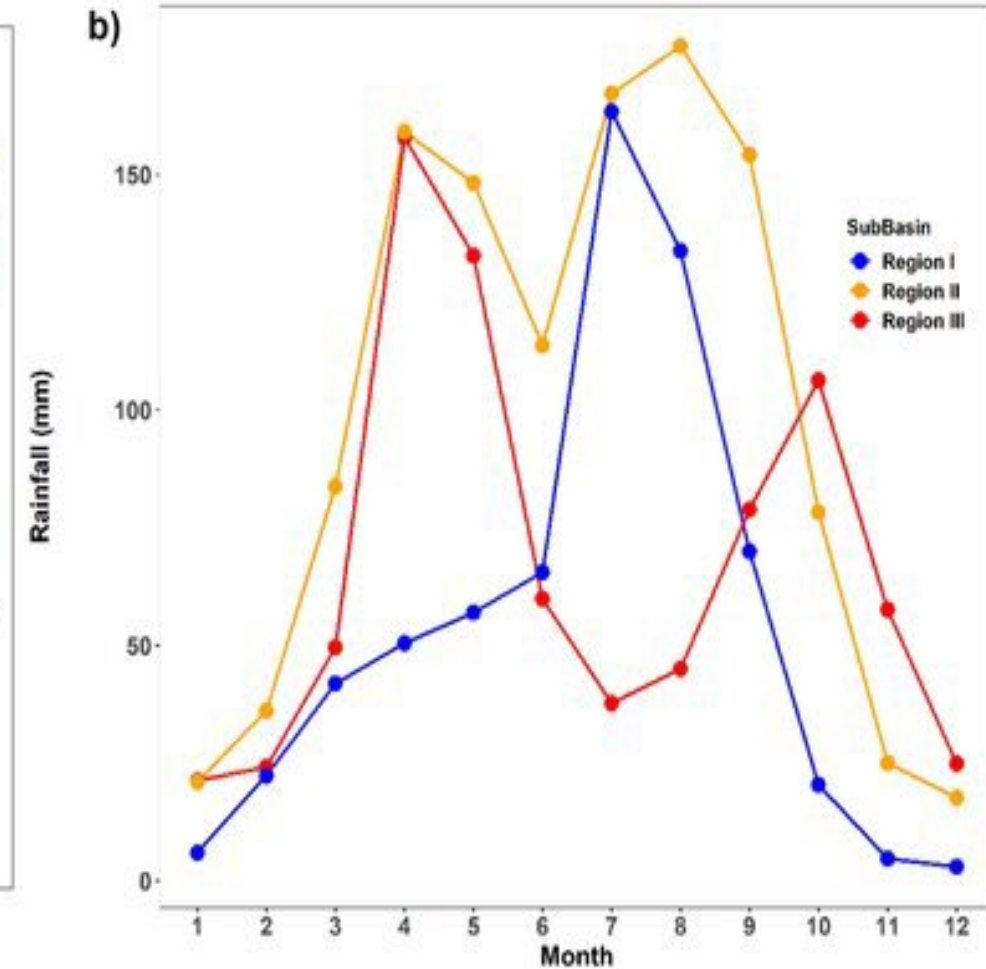 b)
150
100
50
0
Rainfall (mm)
SubBasin
Region I
Region II
Region III
1 2 3 4 5 6 7 8 9 10 11 12
Month